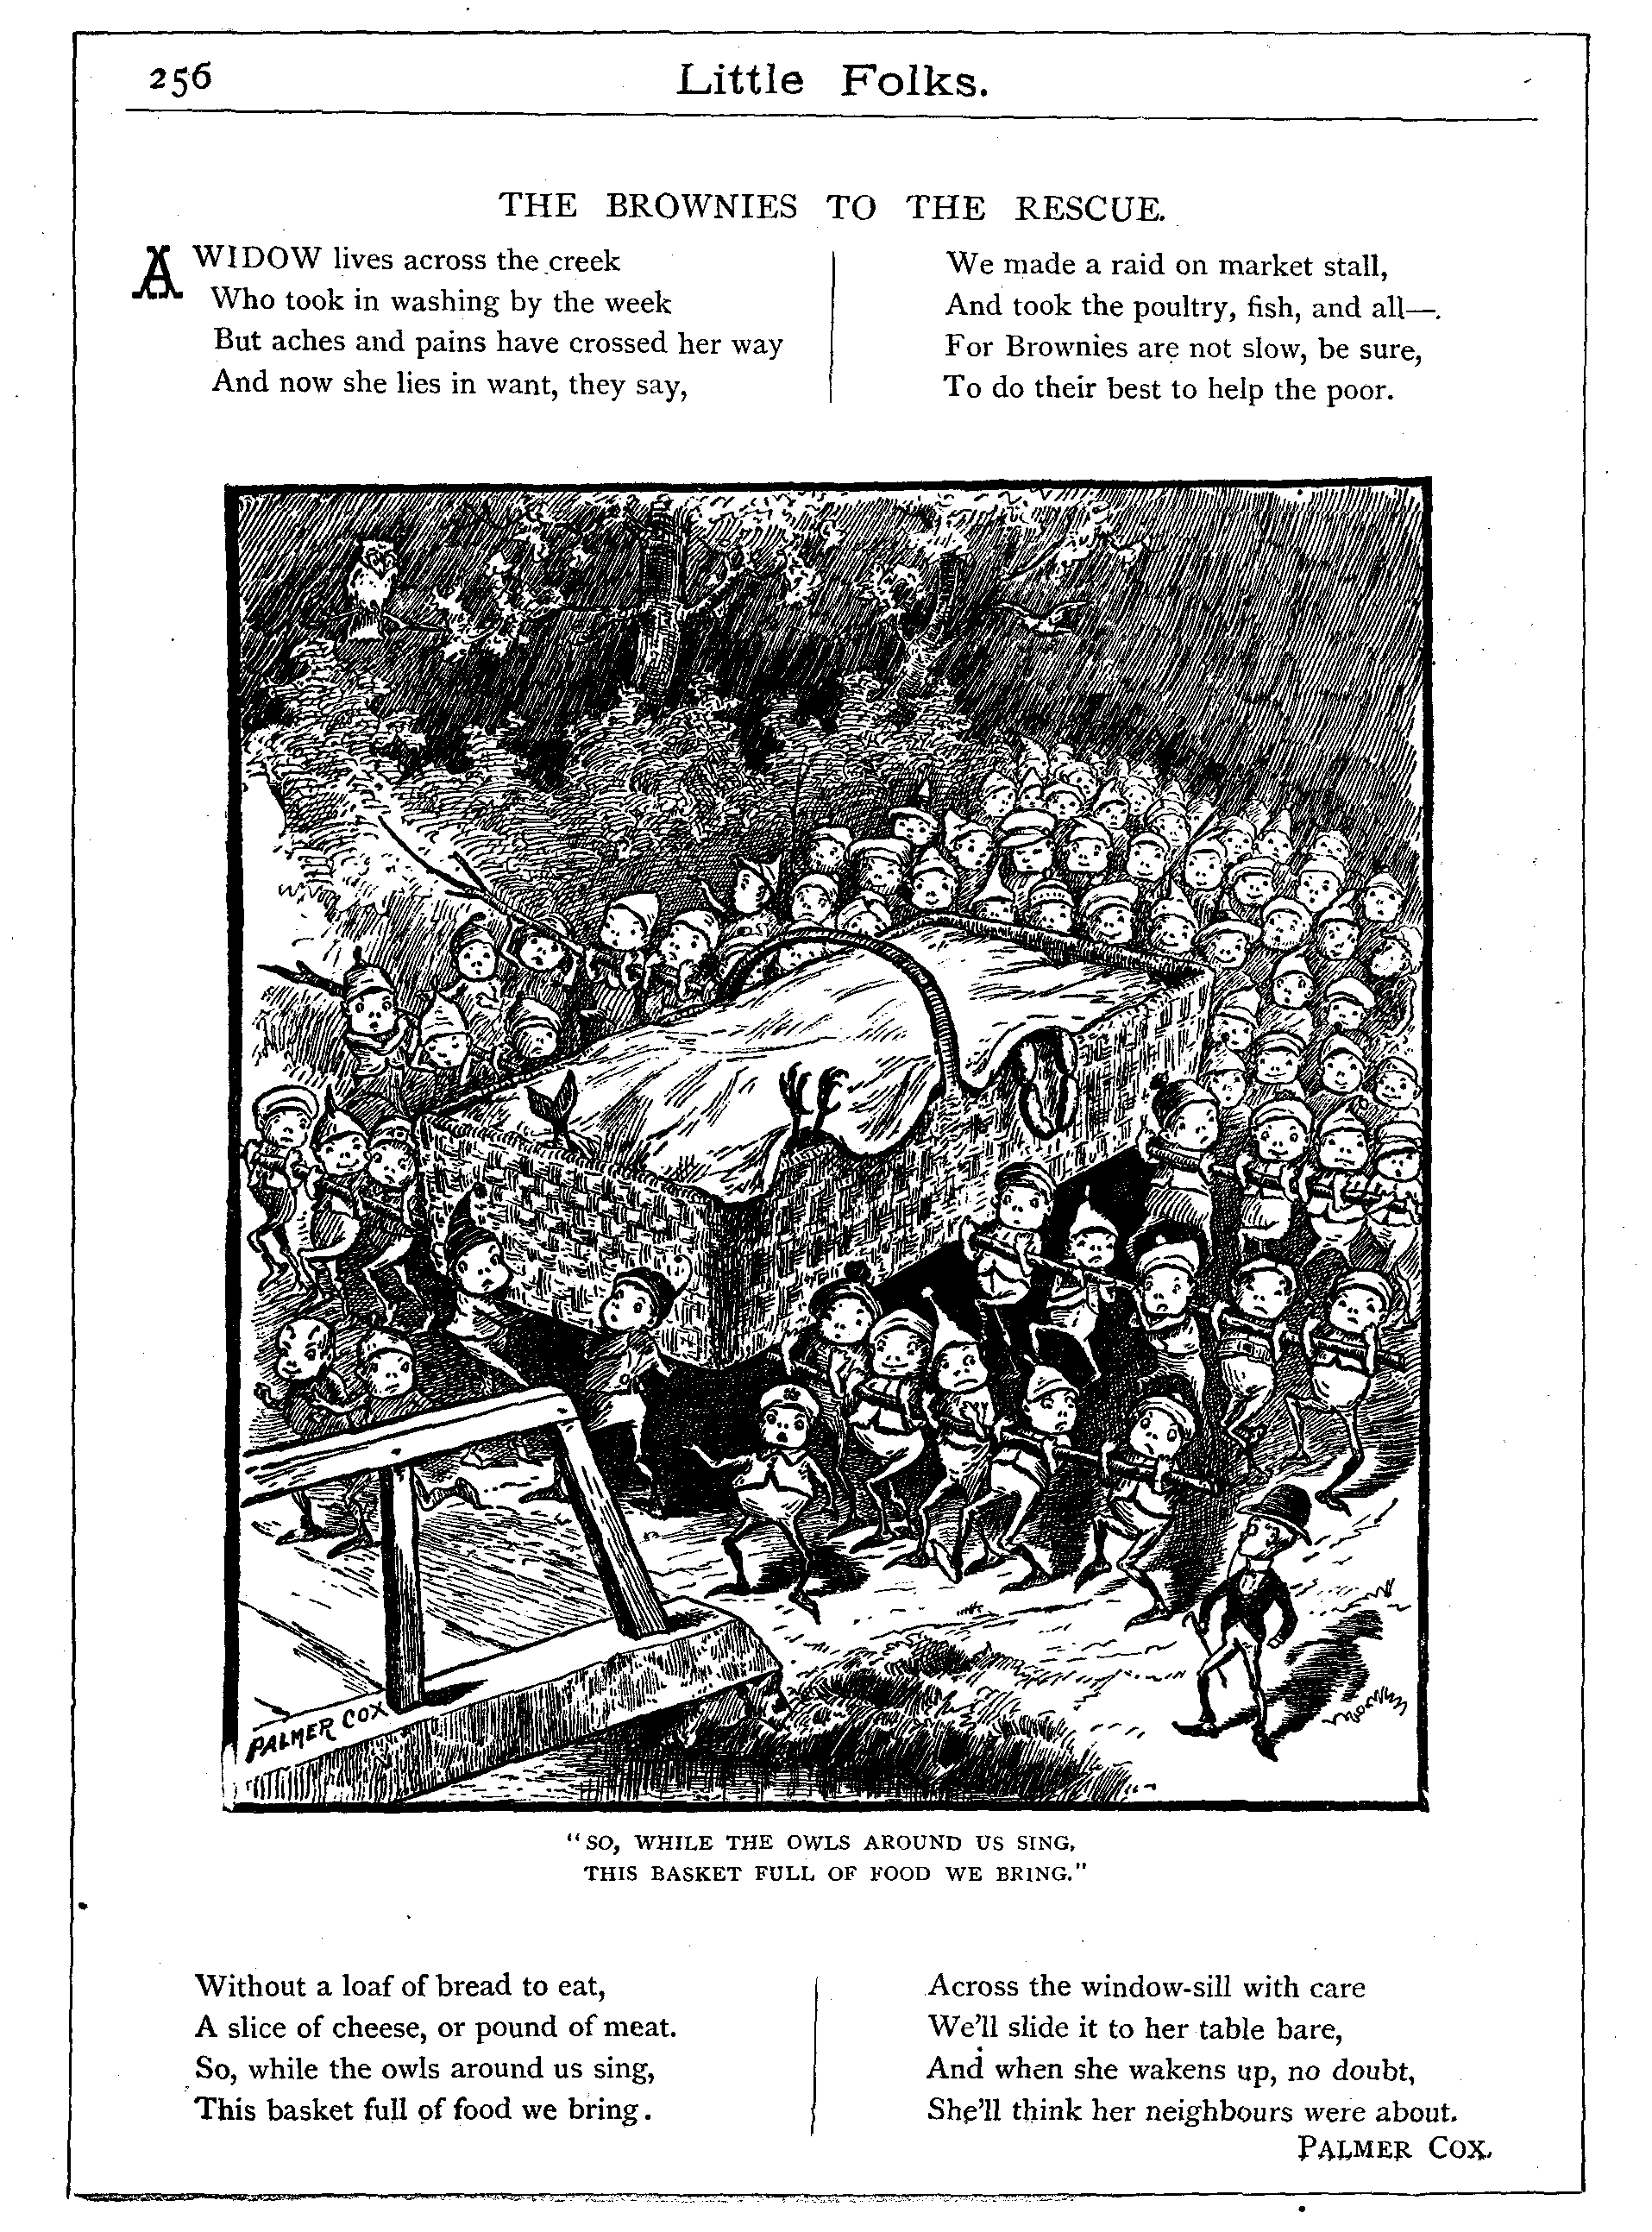 256
Little Folks.
THE BROWNIES TO THE RESCUE.
A WIDOW lives across the creek
Who took in washing by the week
But aches and pains have crossed her way
And now she lies in want, they say,
We made a raid on market stall,
And took the poultry, fish, and all—.
For Brownies are not slow, be sure,
To do their best to help the poor.
PALMER COX
"SO, WHILE THE OWLS AROUND US SING,
THIS BASKET FULL OF FOOD WE BRING."
Without a loaf of bread to eat,
A slice of cheese, or pound of meat.
So, while the owls around us sing,
This basket full of food we bring.
Across the window-sill with care
We'll slide it to her table bare,
And when she wakens up, no doubt,
She'll think her neighbours were about.
PALMER COX.